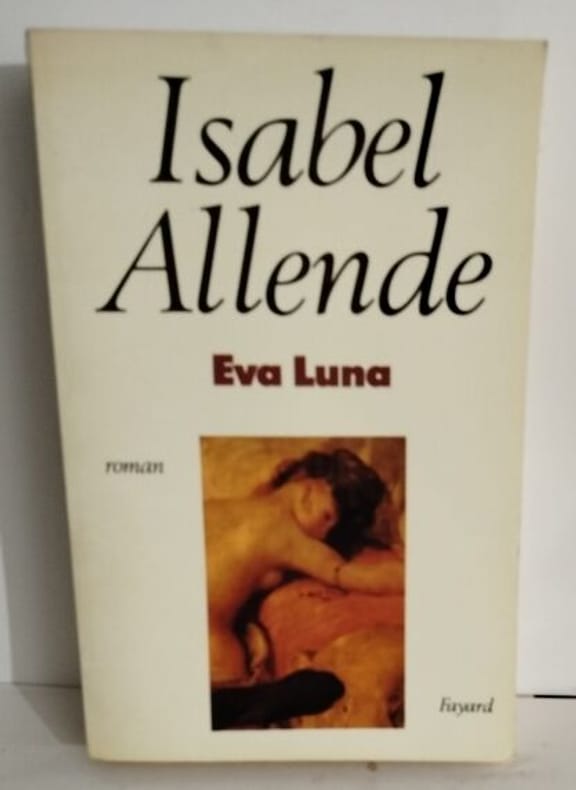 Isabel
Allende
Eva Luna
roman
Fayard